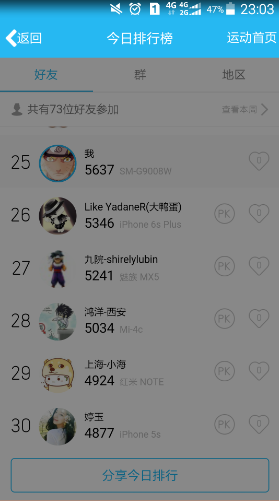 4G 4G 2G 47% 23:03
返回 今日排行榜 运动首页
好友 群 地区
共有73位好友参加 查看本周
25 我 0
5637 SM-G9008W
26 Like YadaneR(大鸭蛋) PK 0
5346 iPhone 6s Plus
27 九院-shirelylubin PK 0
5241 魅族 MX5
28 鸿洋-西安 PK 0
5034 MI-4c
29 上海-小海 PK 0
4924 红米 NOTE
30 婷玉 PK 0
4877 iPhone 5s
分享今日排行